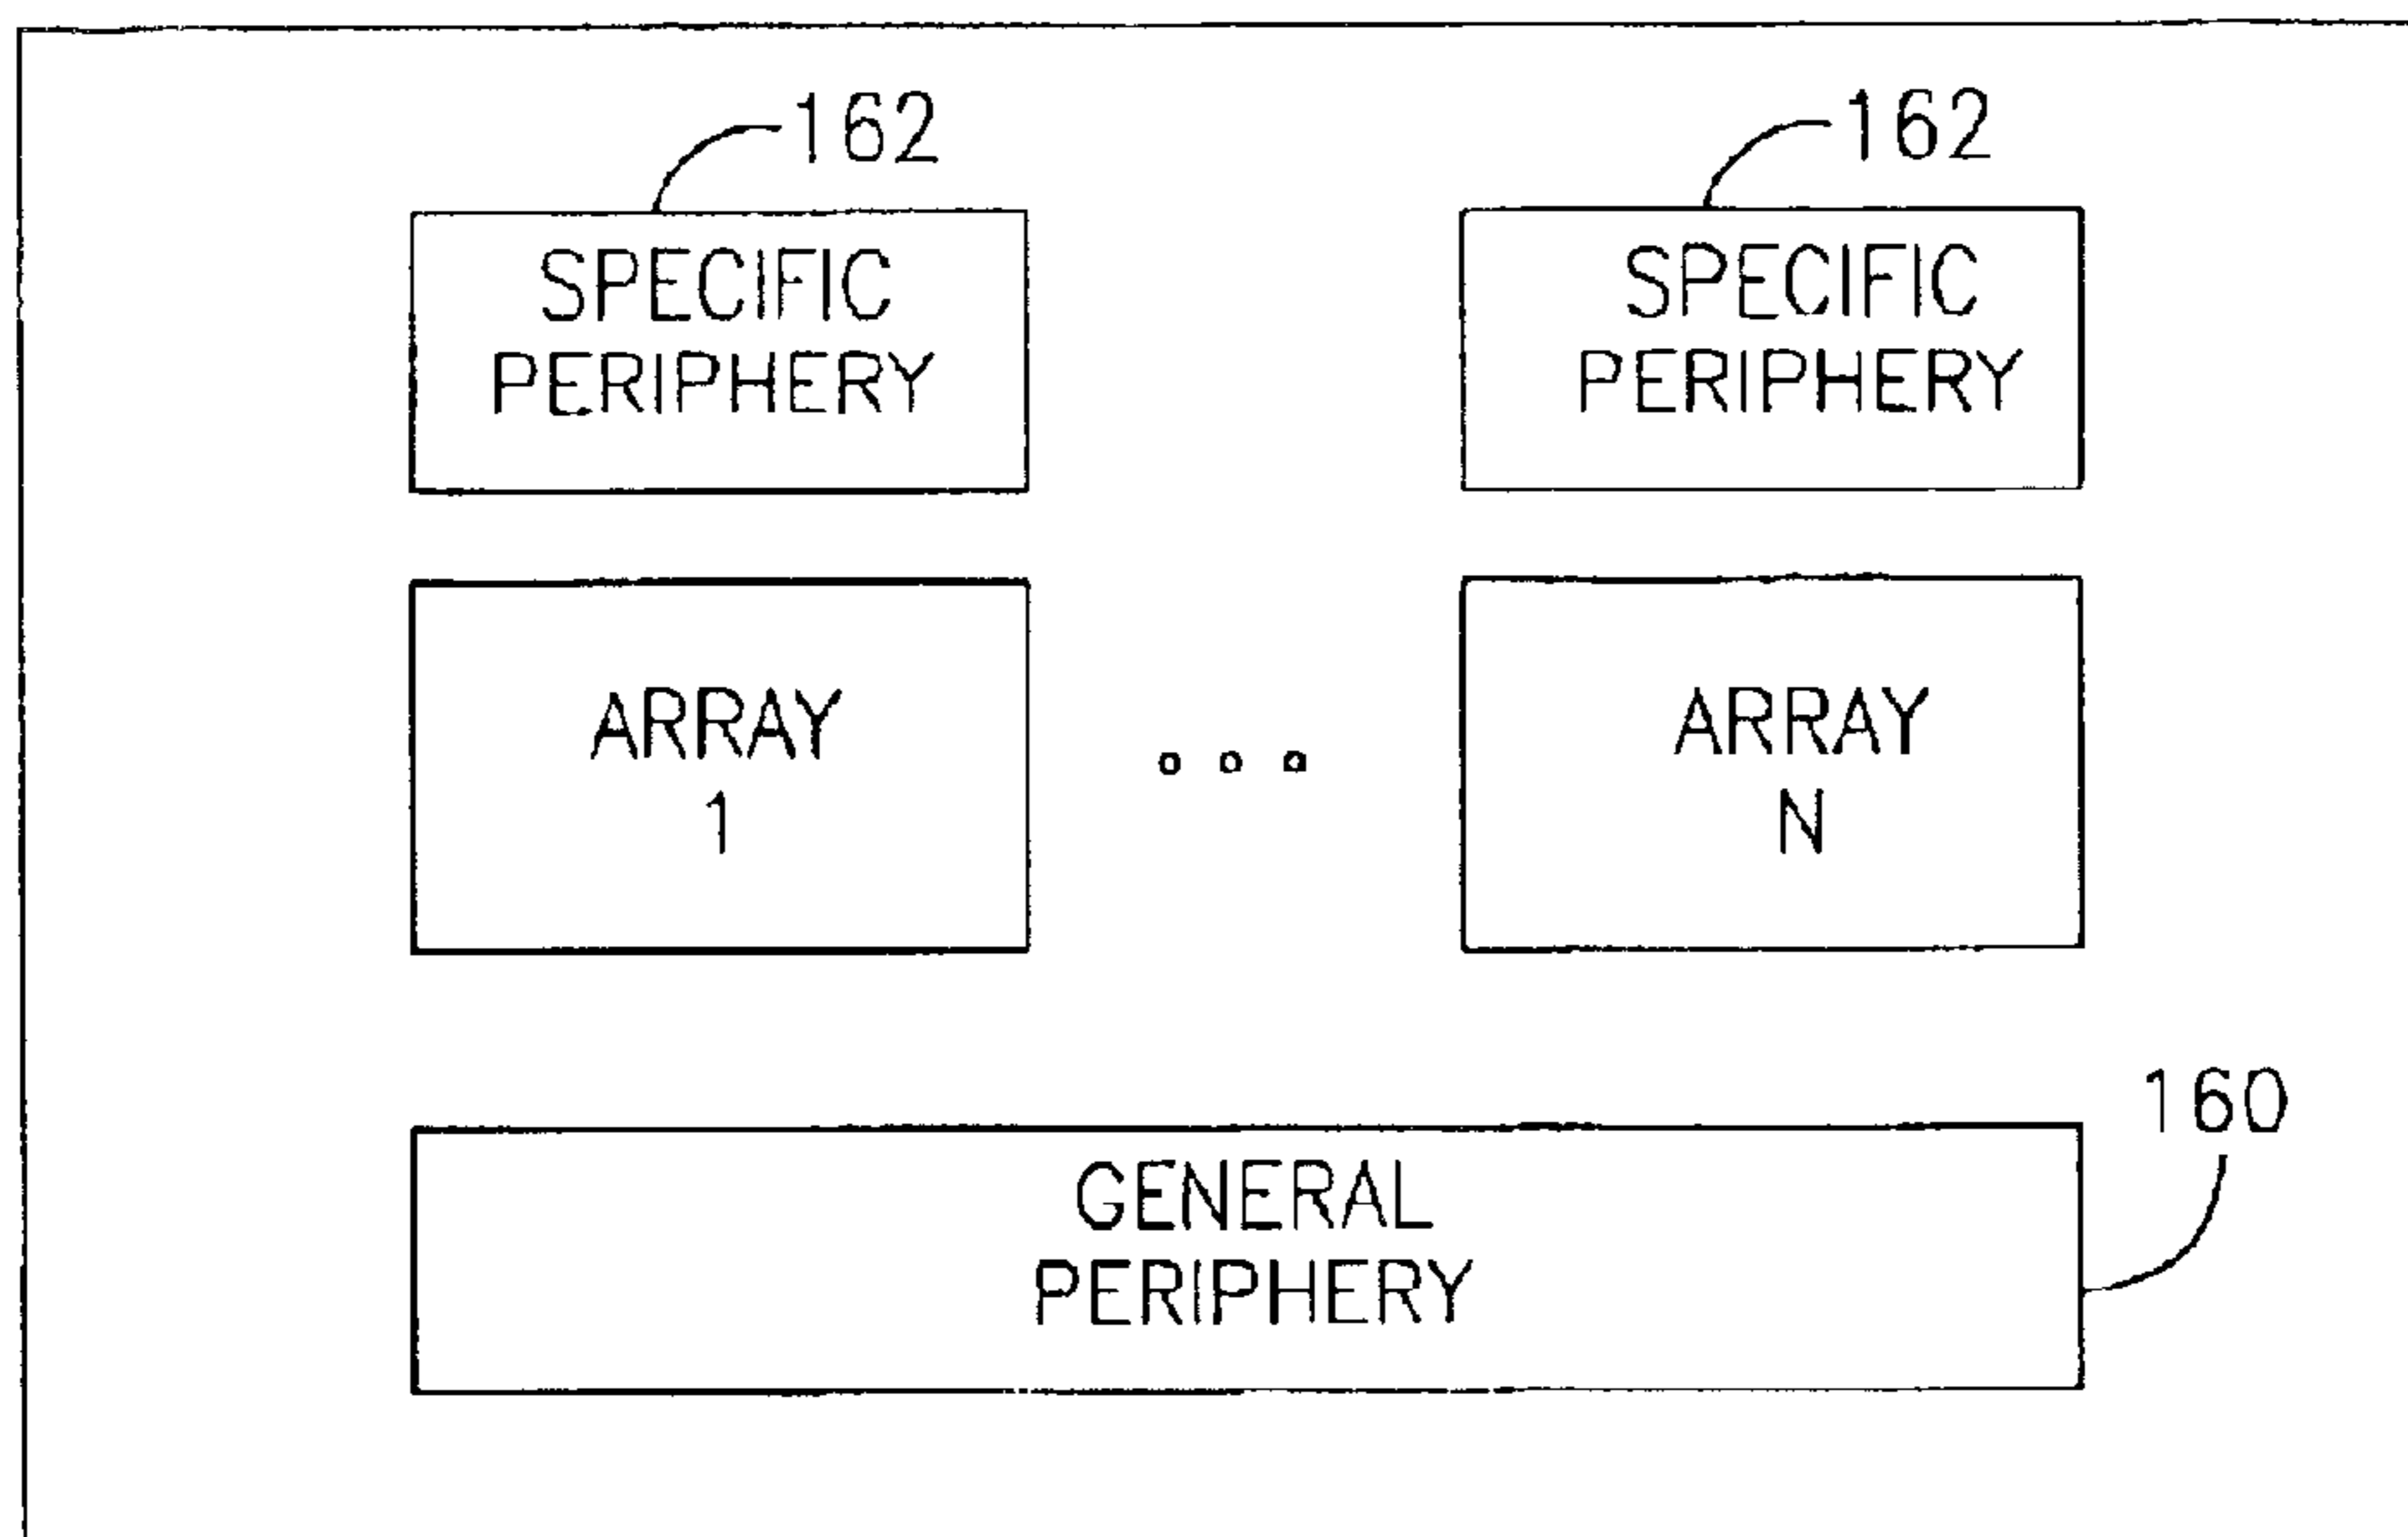 162
162
SPECIFIC
PERIPHERY
SPECIFIC
PERIPHERY
ARRAY
1
ARRAY
N
160
GENERAL
PERIPHERY